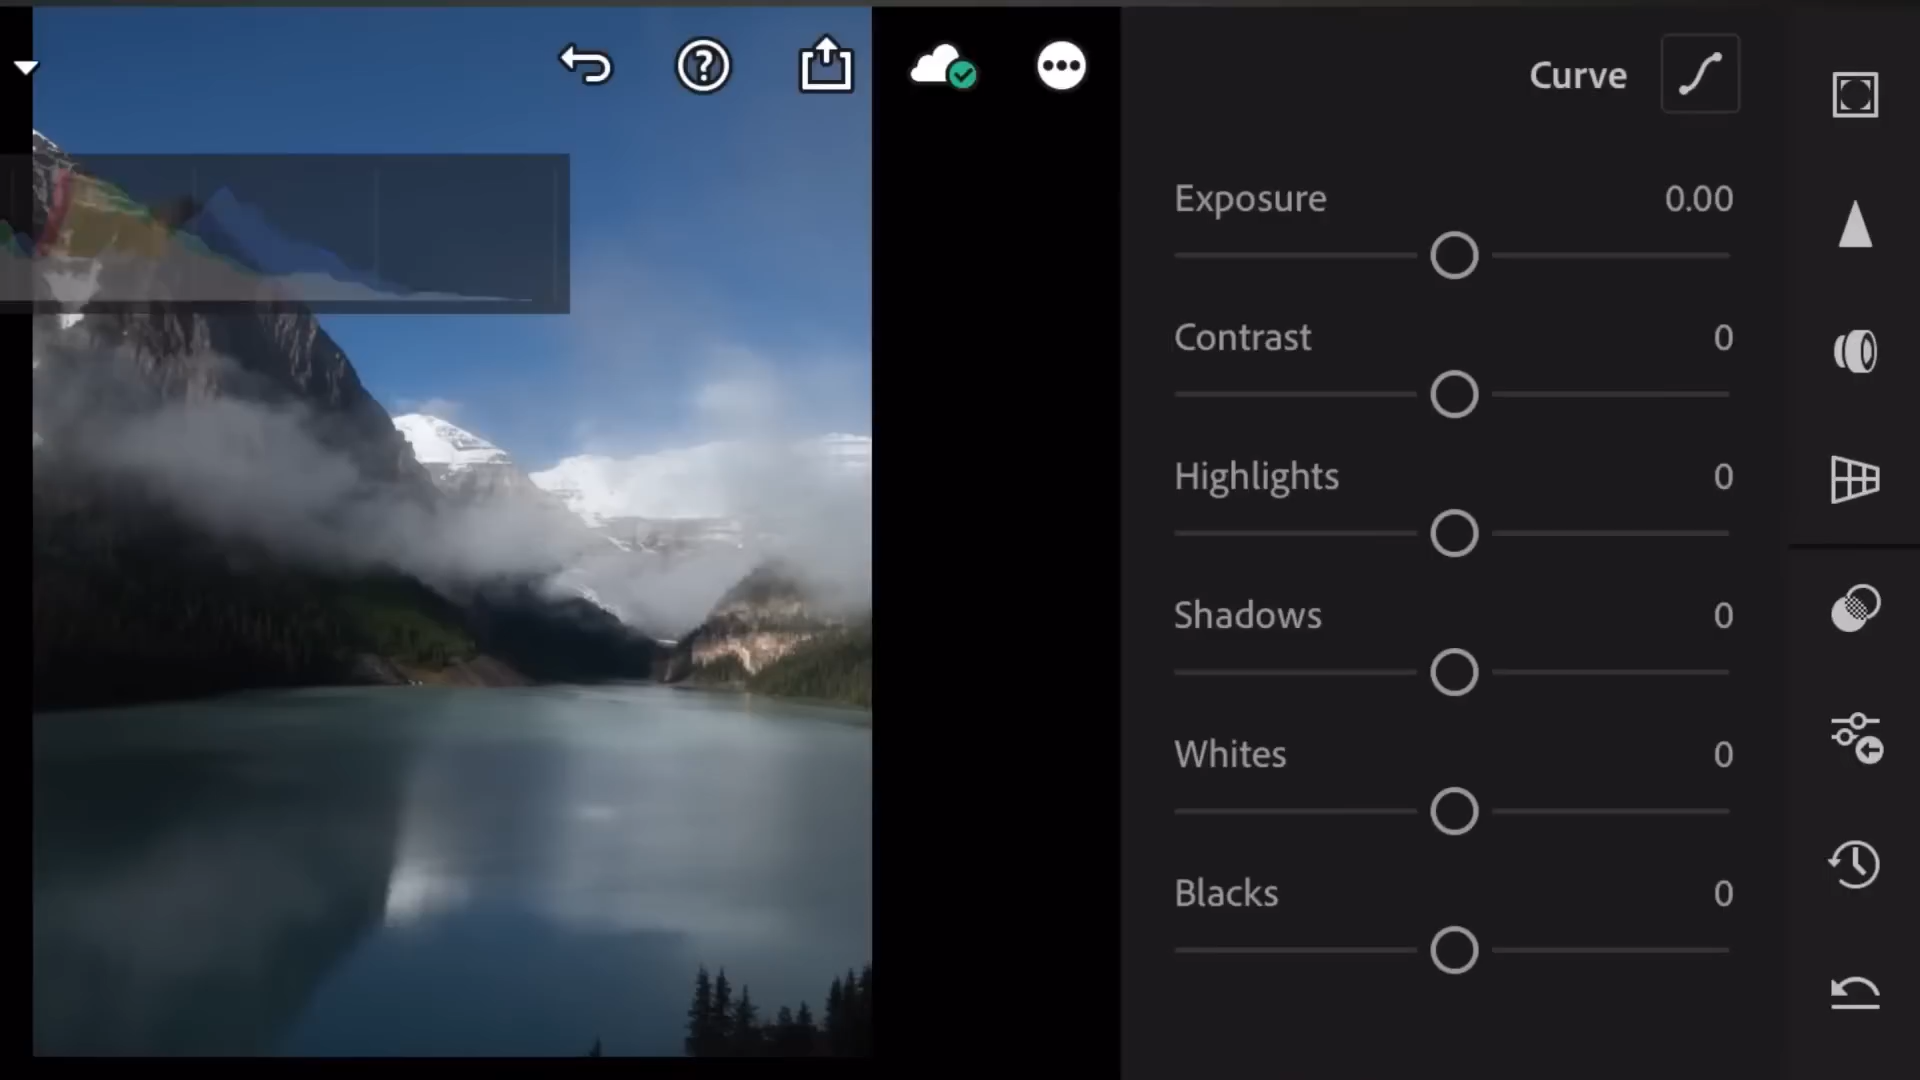 Curve
Exposure 0.00
Contrast 0
Highlights 0
Shadows 0
Whites 0
Blacks 0